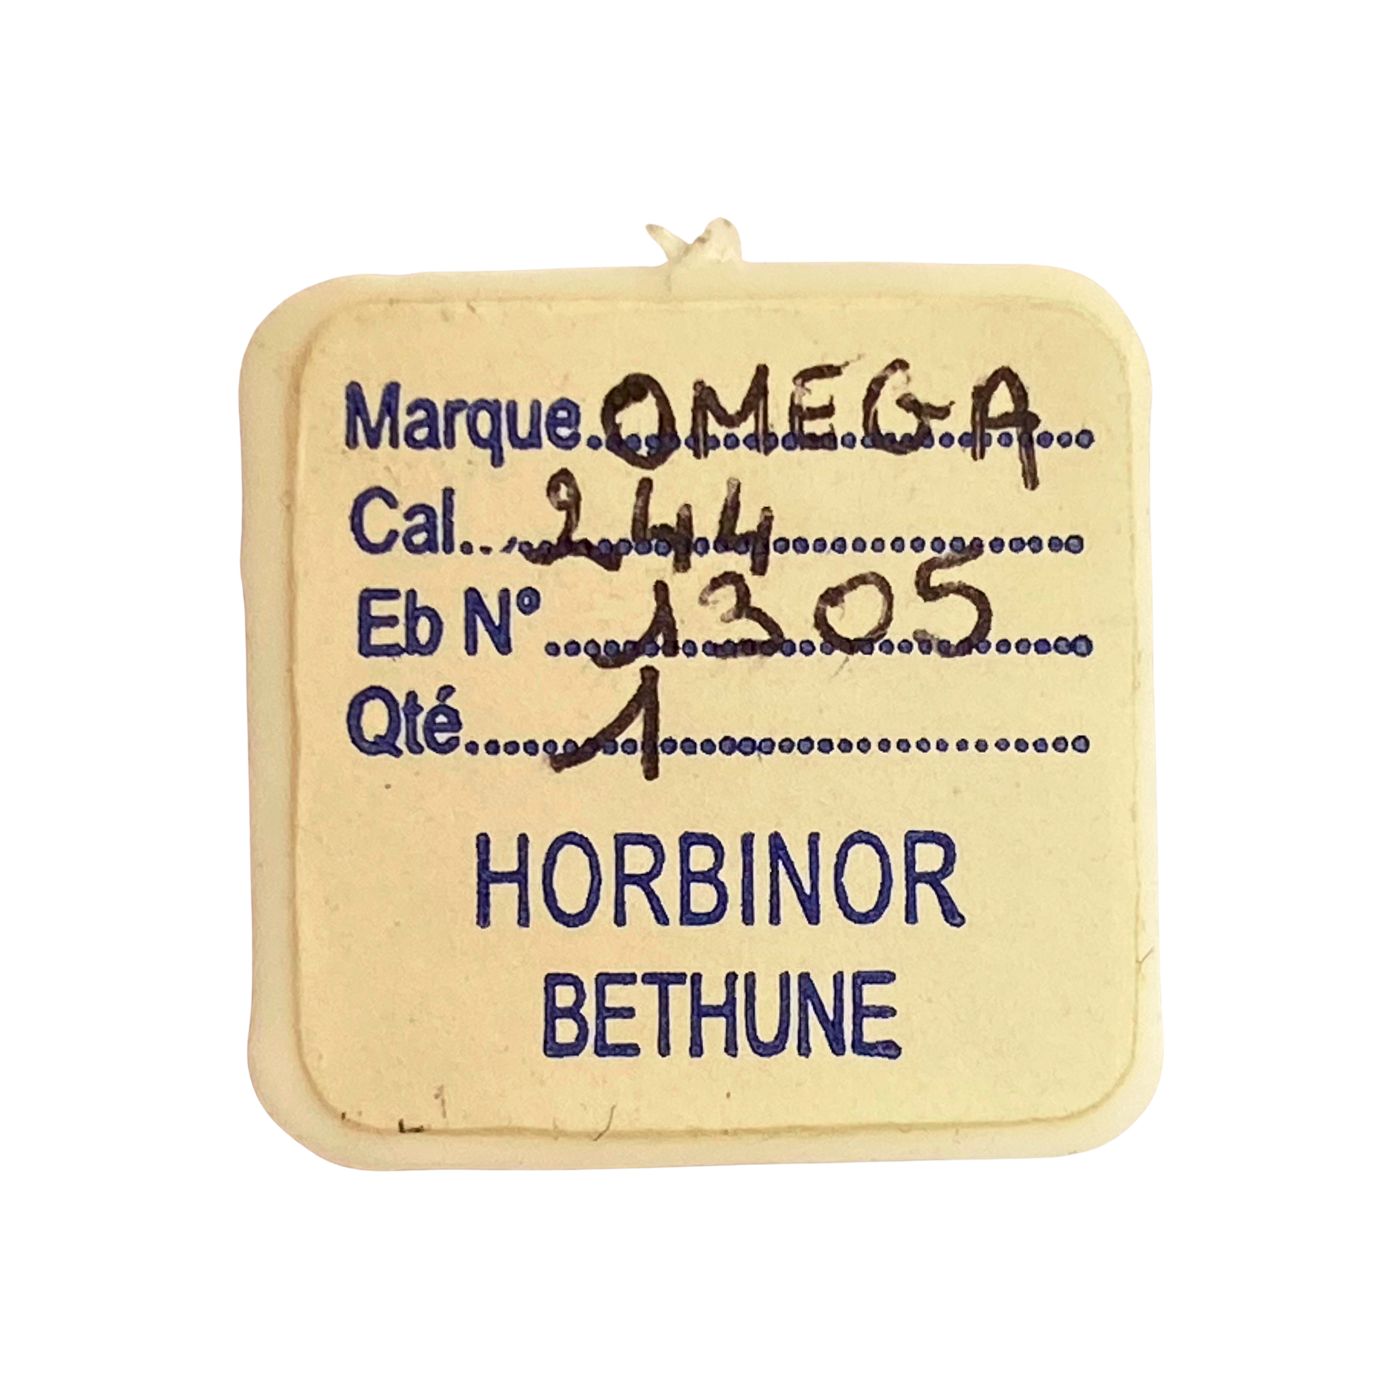 Marque OMEGA
Cal. 244
Eb N° 1305
Qté 1
HORBINOR
BETHUNE